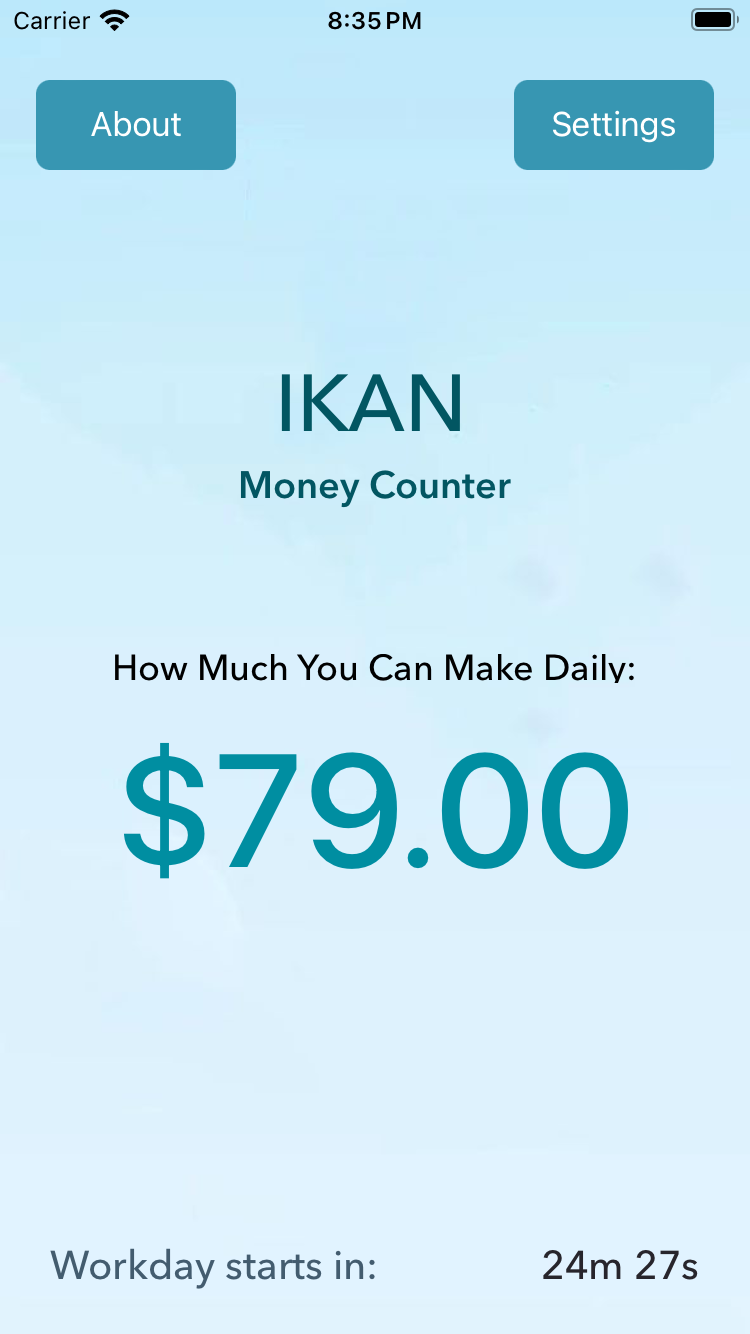 Carrier 8:35 PM
About Settings
IKAN
Money Counter
How Much You Can Make Daily:
$79.00
Workday starts in: 24m 27s